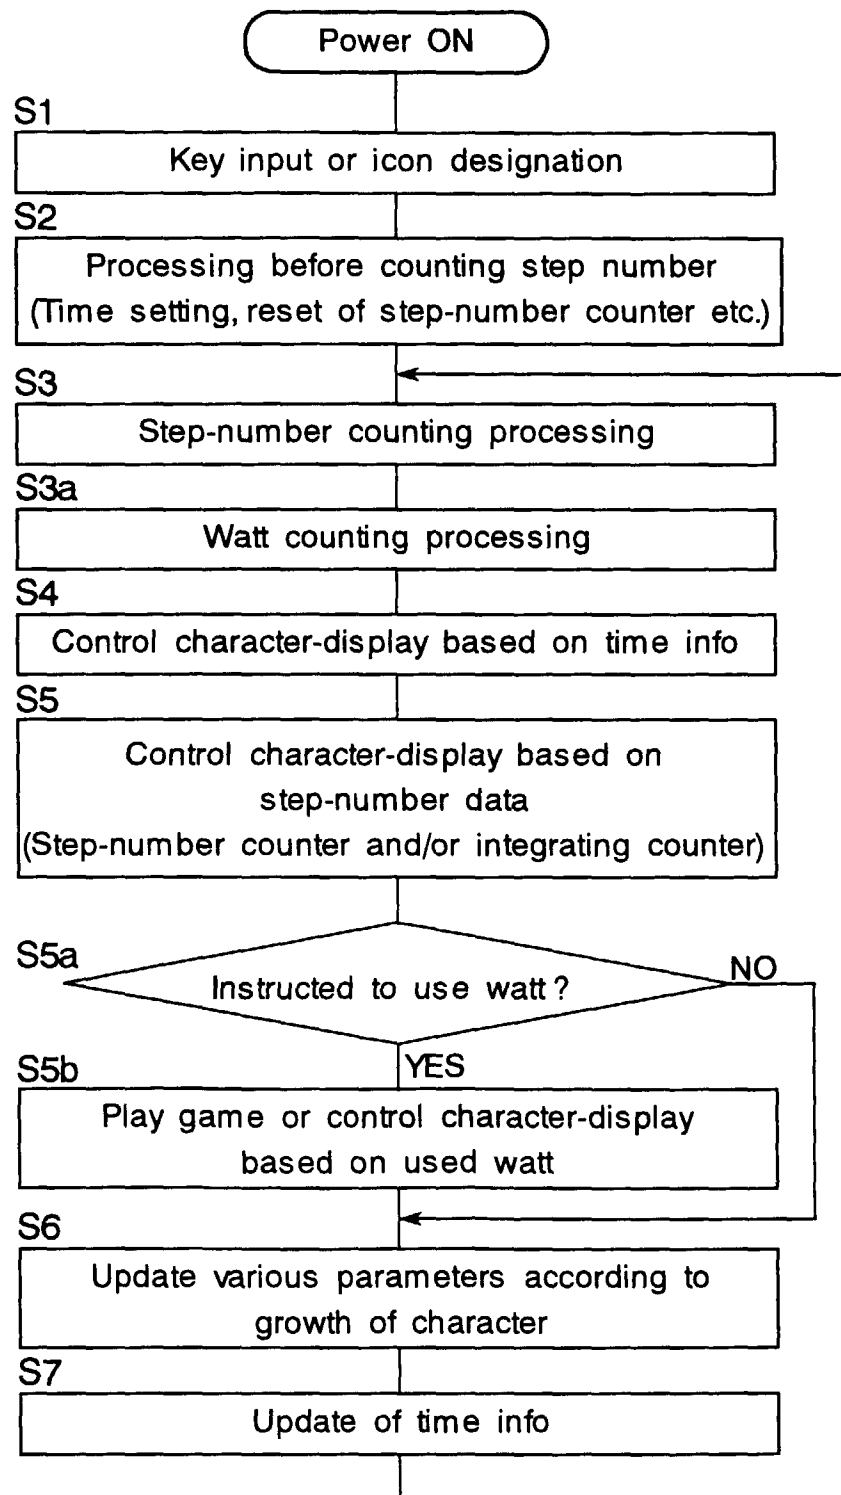 Power ON
S1
Key input or icon designation
S2
Processing before counting step number
(Time setting, reset of step-number counter etc.)
S3
Step-number counting processing
S3a
Watt counting processing
S4
Control character-display based on time info
S5
Control character-display based on
step-number data
(Step-number counter and/or integrating counter)
S5a
Instructed to use watt?
NO
YES
S5b
Play game or control character-display
based on used watt
S6
Update various parameters according to
growth of character
S7
Update of time info